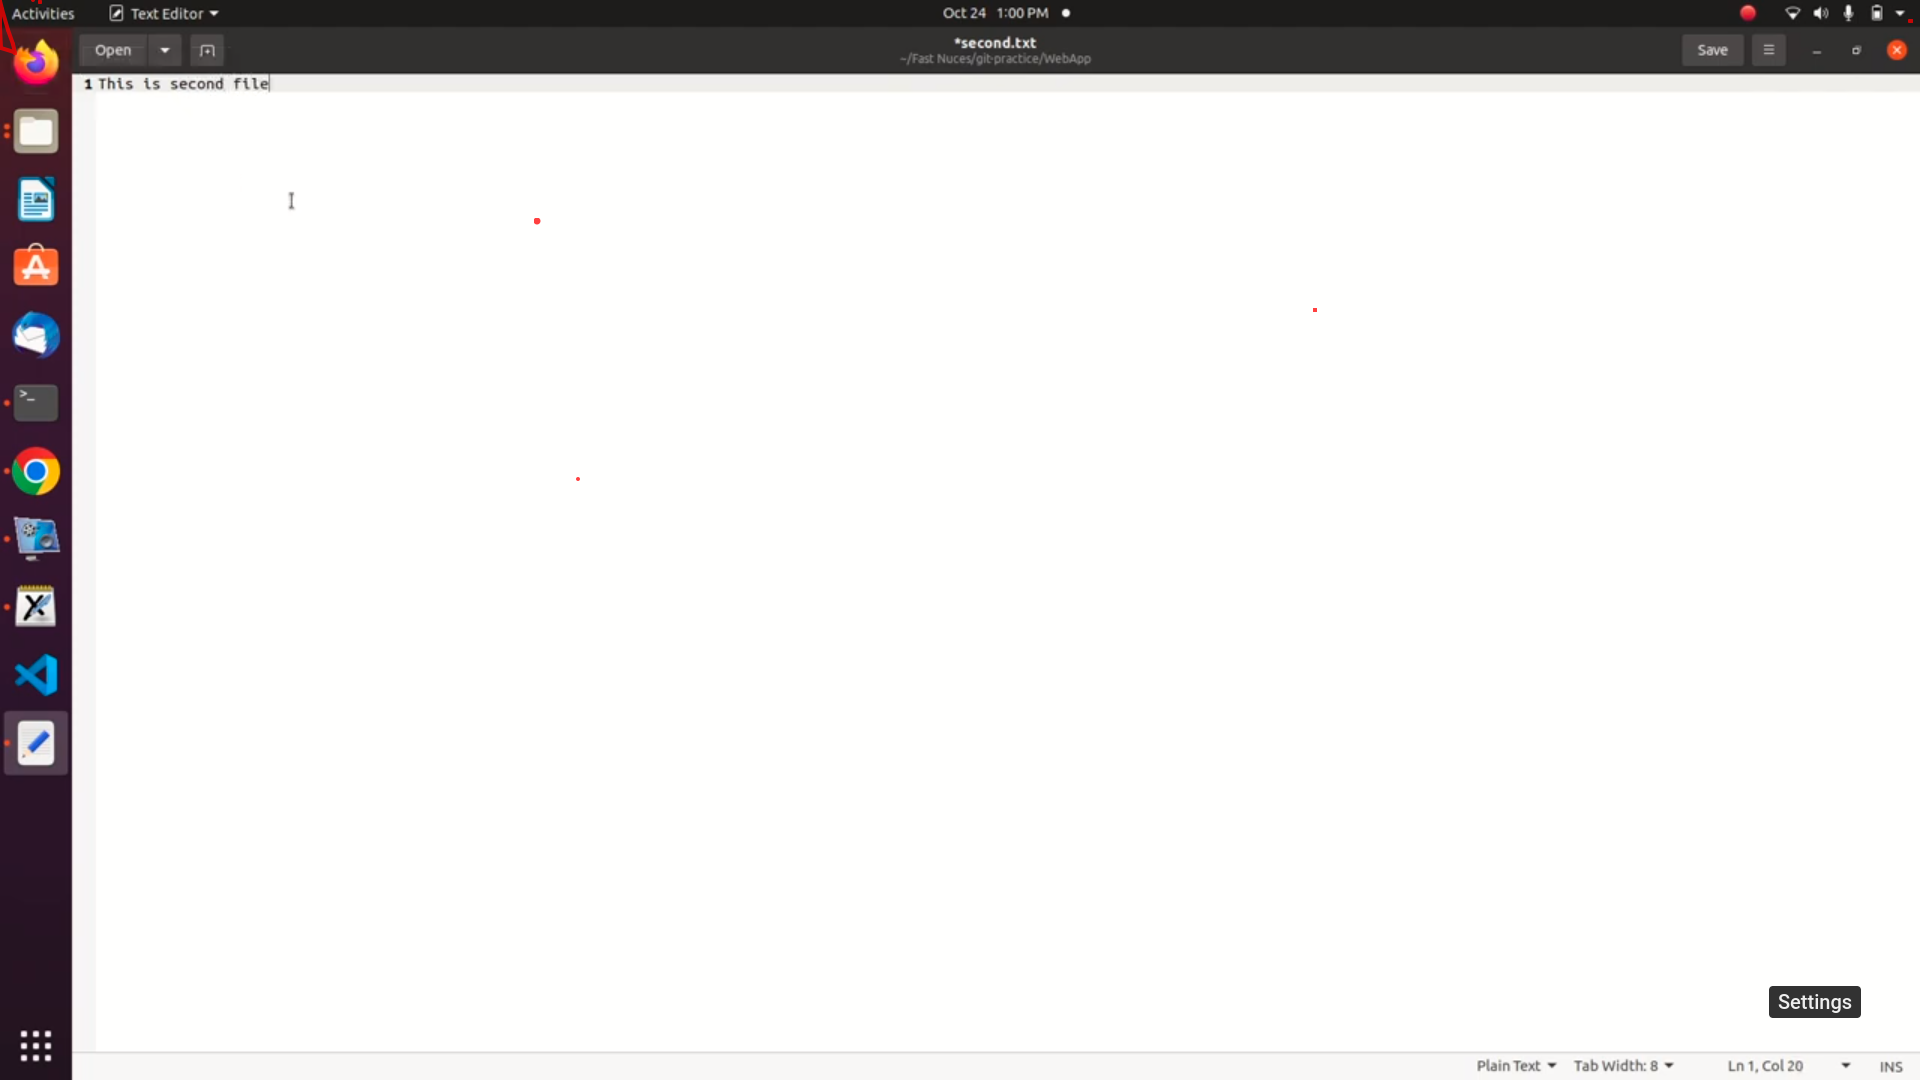 Activities
Text Editor
Oct 24 1:00 PM
Open
*second.txt
~/Fast Nuces/git-practice/WebApp
Save
1 This is second file
Settings
Plain Text
Tab Width: 8
Ln 1, Col 20
INS